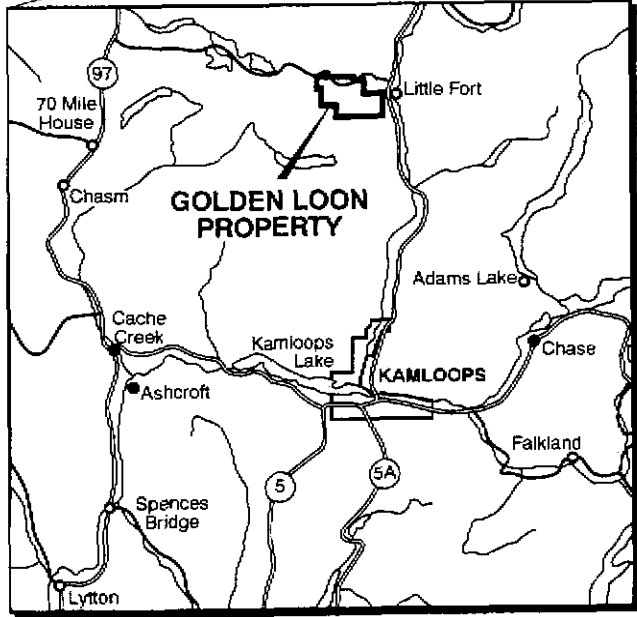 97
Little Fort
70 Mile
House
Chasm
GOLDEN LOON
PROPERTY
Adams Lake
Cache
Creek
Kamloops
Lake
KAMLOOPS
Chase
Ashcroft
Falkland
5
5A
Spences
Bridge
Lytton